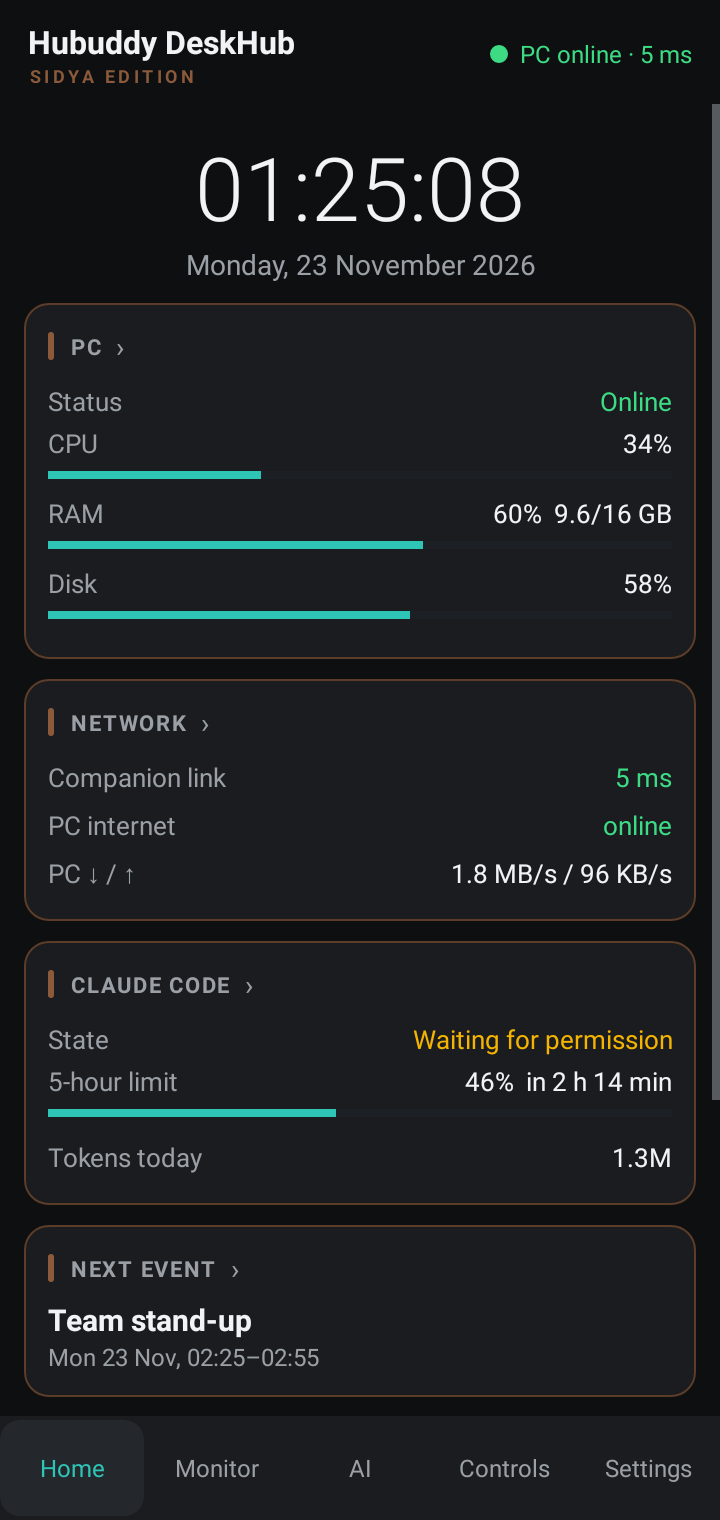 Hubuddy DeskHub
SIDYA EDITION
PC online · 5 ms
01:25:08
Monday, 23 November 2026
PC ›
Status Online
CPU 34%
RAM 60% 9.6/16 GB
Disk 58%
NETWORK ›
Companion link 5 ms
PC internet online
PC ↓ / ↑ 1.8 MB/s / 96 KB/s
CLAUDE CODE ›
State Waiting for permission
5-hour limit 46% in 2 h 14 min
Tokens today 1.3M
NEXT EVENT ›
Team stand-up
Mon 23 Nov, 02:25–02:55
Home Monitor AI Controls Settings